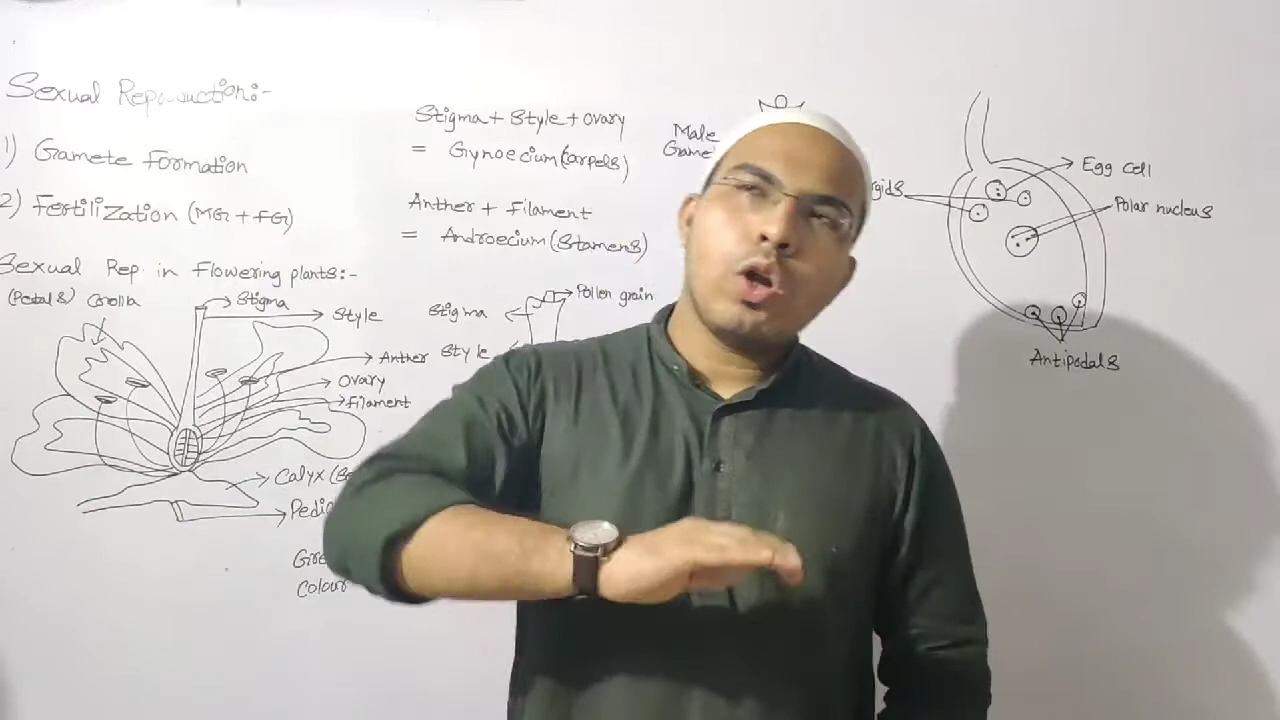 Sexual Reproduction:-
1) Gamete Formation
2) Fertilization (MG + FG)
Sexual Rep. in Flowering plants:-
(Petals) Corolla
Stigma
Style
Anther
Ovary
Filament
Calyx
Stigma + Style + Ovary
= Gynoecium (Carpels)
Anther + Filament
= Androecium (Stamens)
Pollen grain
Stigma
Style
Male
Egg Cell
Polar nucleus
Antipodals
Colour